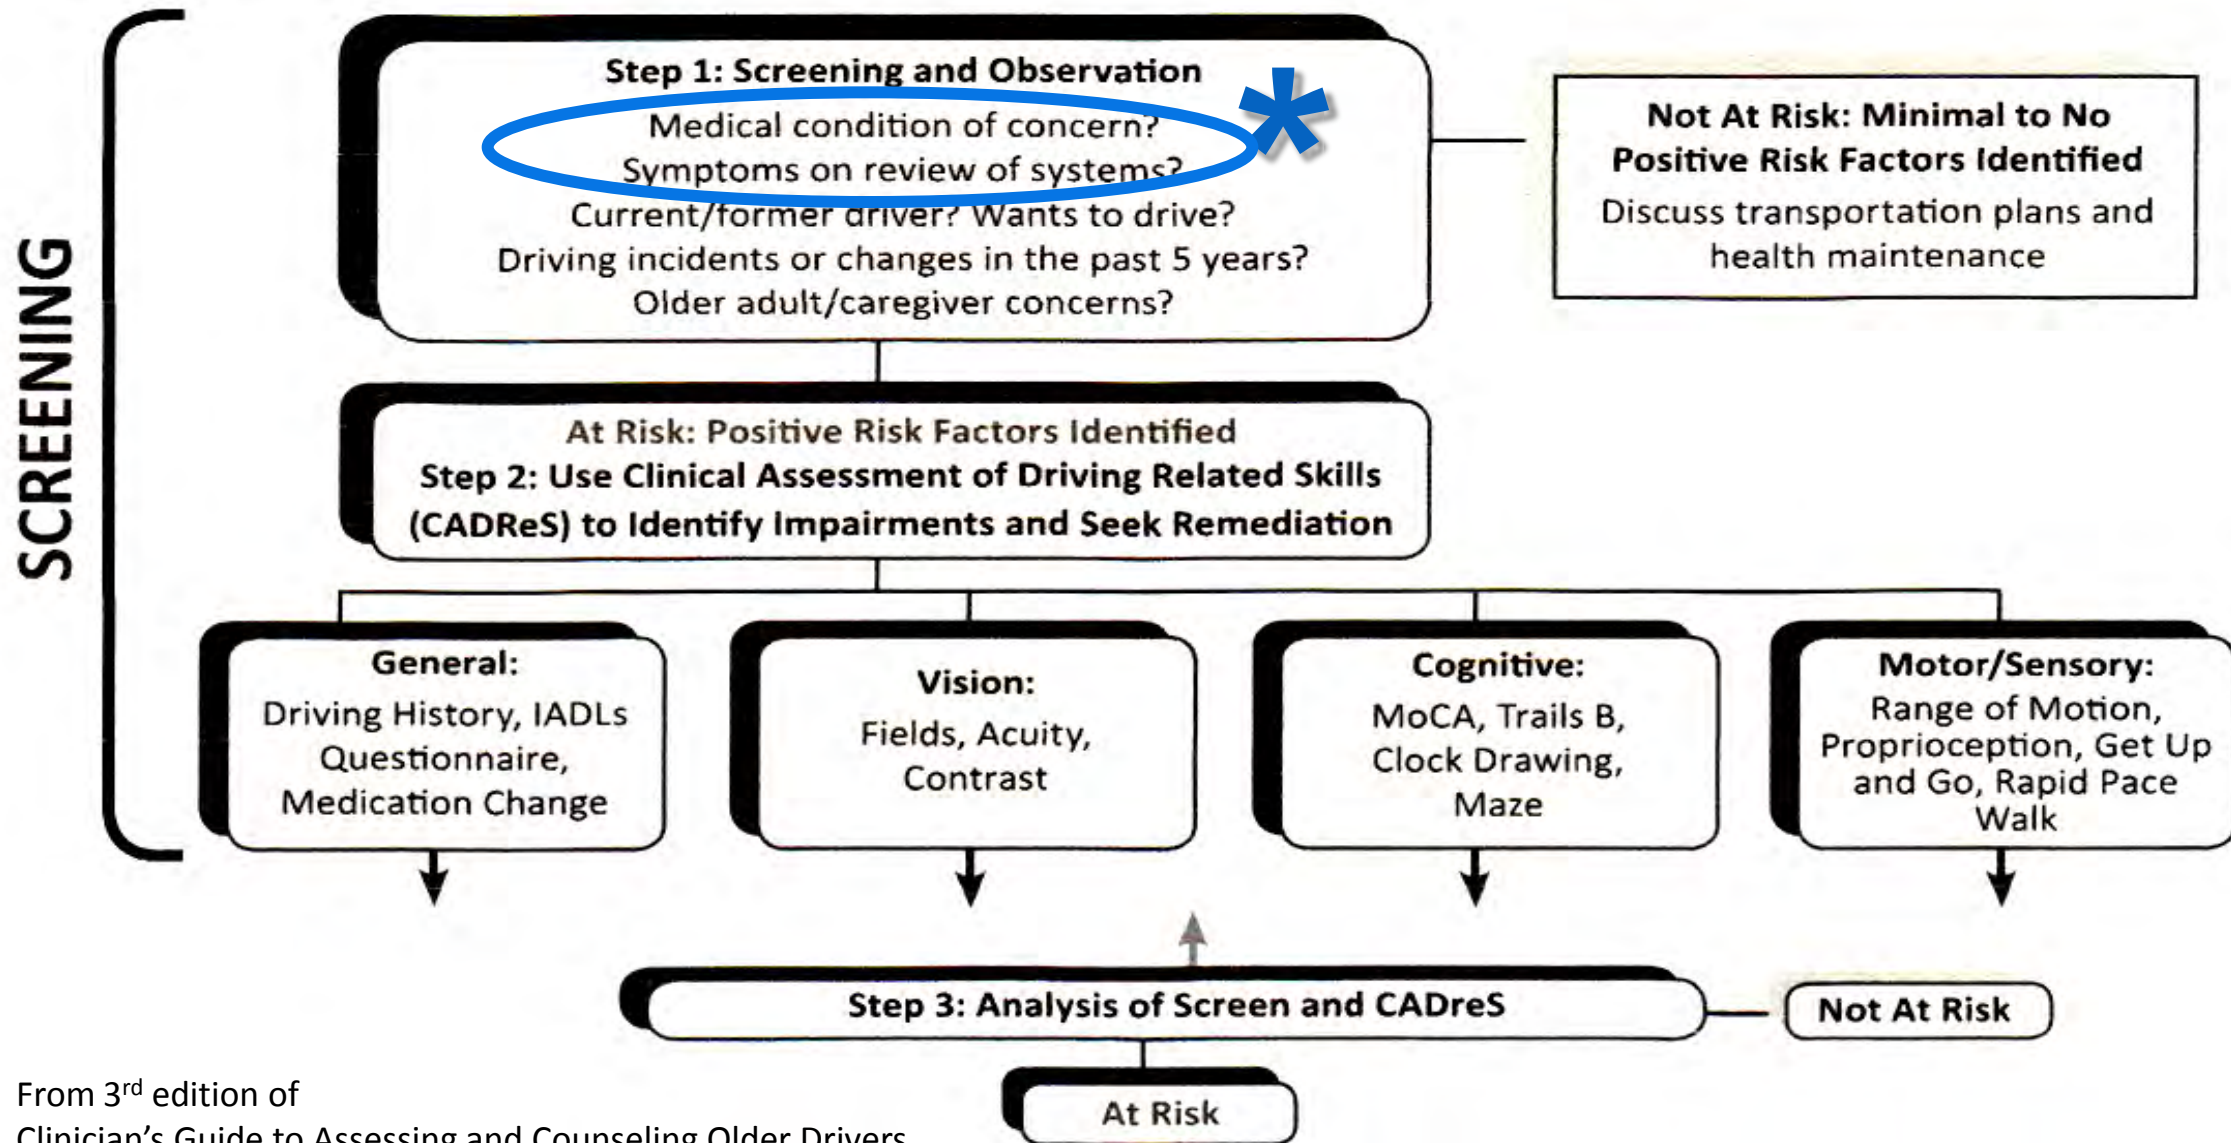 SCREENING
Step 1: Screening and Observation
Medical condition of concern?
Symptoms on review of systems?
Current/former driver? Wants to drive?
Driving incidents or changes in the past 5 years?
Older adult/caregiver concerns?
*
Not At Risk: Minimal to No
Positive Risk Factors Identified
Discuss transportation plans and
health maintenance
At Risk: Positive Risk Factors Identified
Step 2: Use Clinical Assessment of Driving Related Skills
(CADReS) to Identify Impairments and Seek Remediation
General:
Driving History, IADLs
Questionnaire,
Medication Change
Vision:
Fields, Acuity,
Contrast
Cognitive:
MoCA, Trails B,
Clock Drawing,
Maze
Motor/Sensory:
Range of Motion,
Proprioception, Get Up
and Go, Rapid Pace
Walk
Step 3: Analysis of Screen and CADreS
Not At Risk
At Risk
From 3rd edition of
Clinician's Guide to Assessing and Counseling Older Drivers